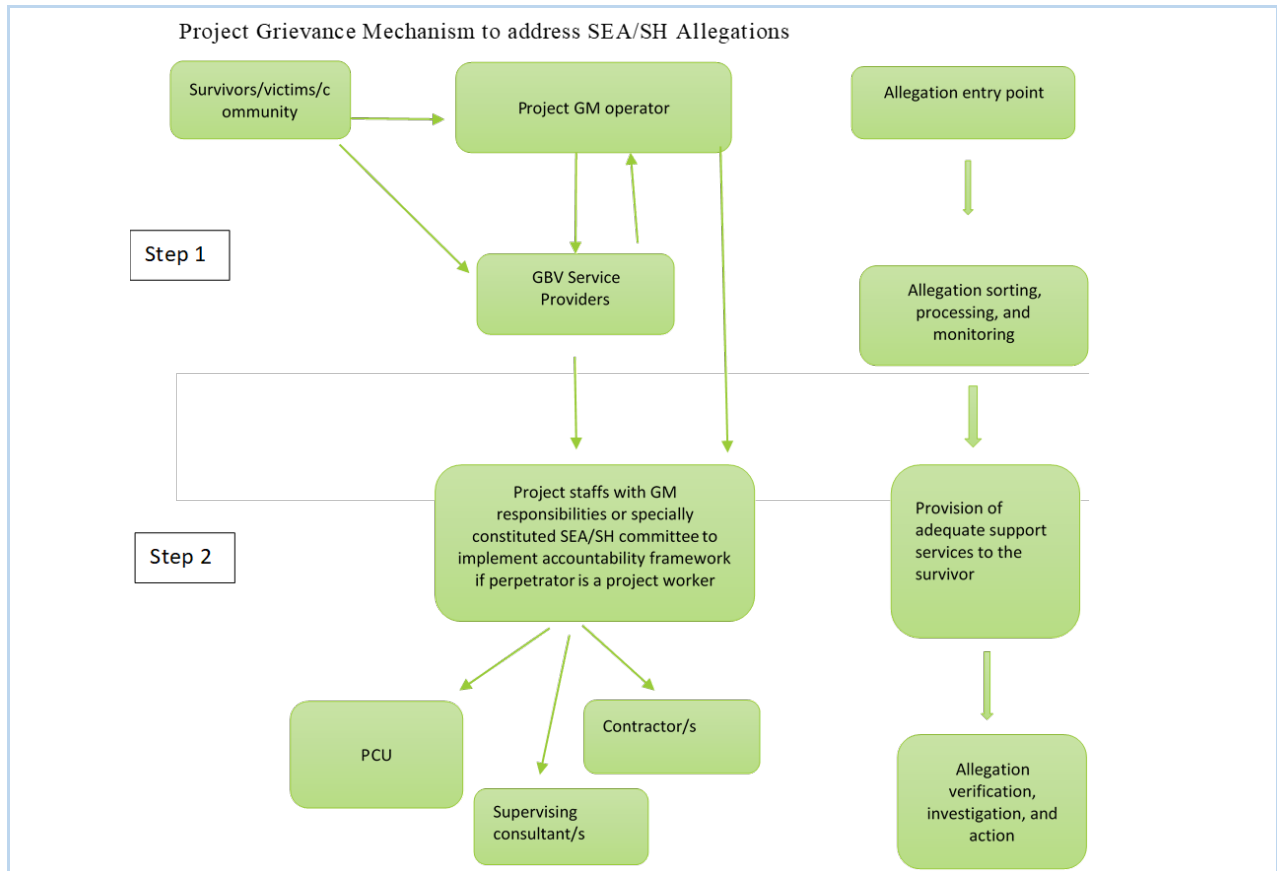 Project Grievance Mechanism to address SEA/SH Allegations
Survivors/victims/c
ommunity
Project GM operator
Allegation entry point
Step 1
GBV Service
Providers
Allegation sorting,
processing, and
monitoring
Step 2
Project staffs with GM
responsibilities or specially
constituted SEA/SH committee to
implement accountability framework
if perpetrator is a project worker
Provision of
adequate support
services to the
survivor
PCU
Contractor/s
Supervising
consultant/s
Allegation
verification,
investigation, and
action